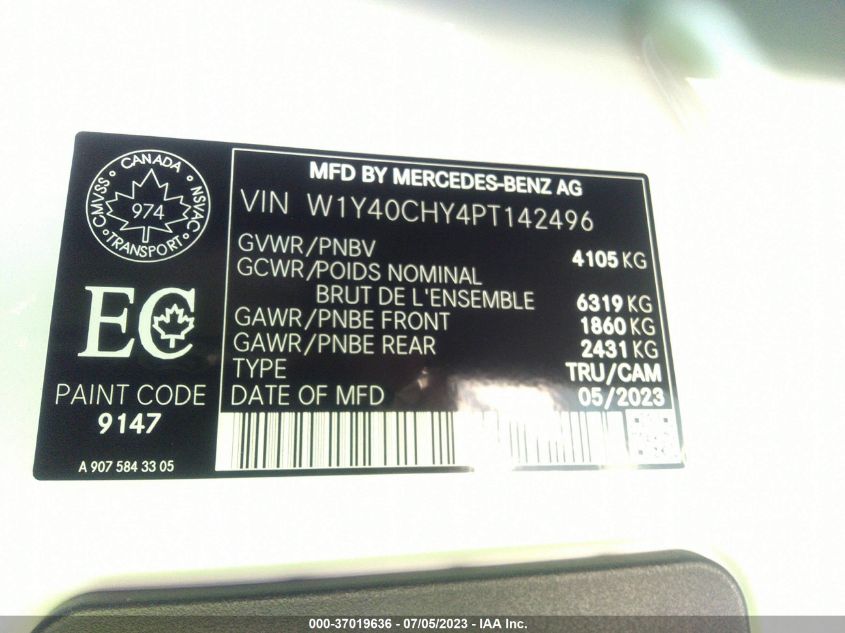 CANADA
CMVSS
NSVAC
974
TRANSPORT
EC
PAINT CODE
9147
A 907 584 33 05
MFD BY MERCEDES-BENZ AG
VIN W1Y40CHY4PT142496
GVWR/PNBV 4105 KG
GCWR/POIDS NOMINAL
BRUT DE L'ENSEMBLE 6319 KG
GAWR/PNBE FRONT 1860 KG
GAWR/PNBE REAR 2431 KG
TYPE TRU/CAM
DATE OF MFD 05/2023
000-37019636 - 07/05/2023 - IAA Inc.